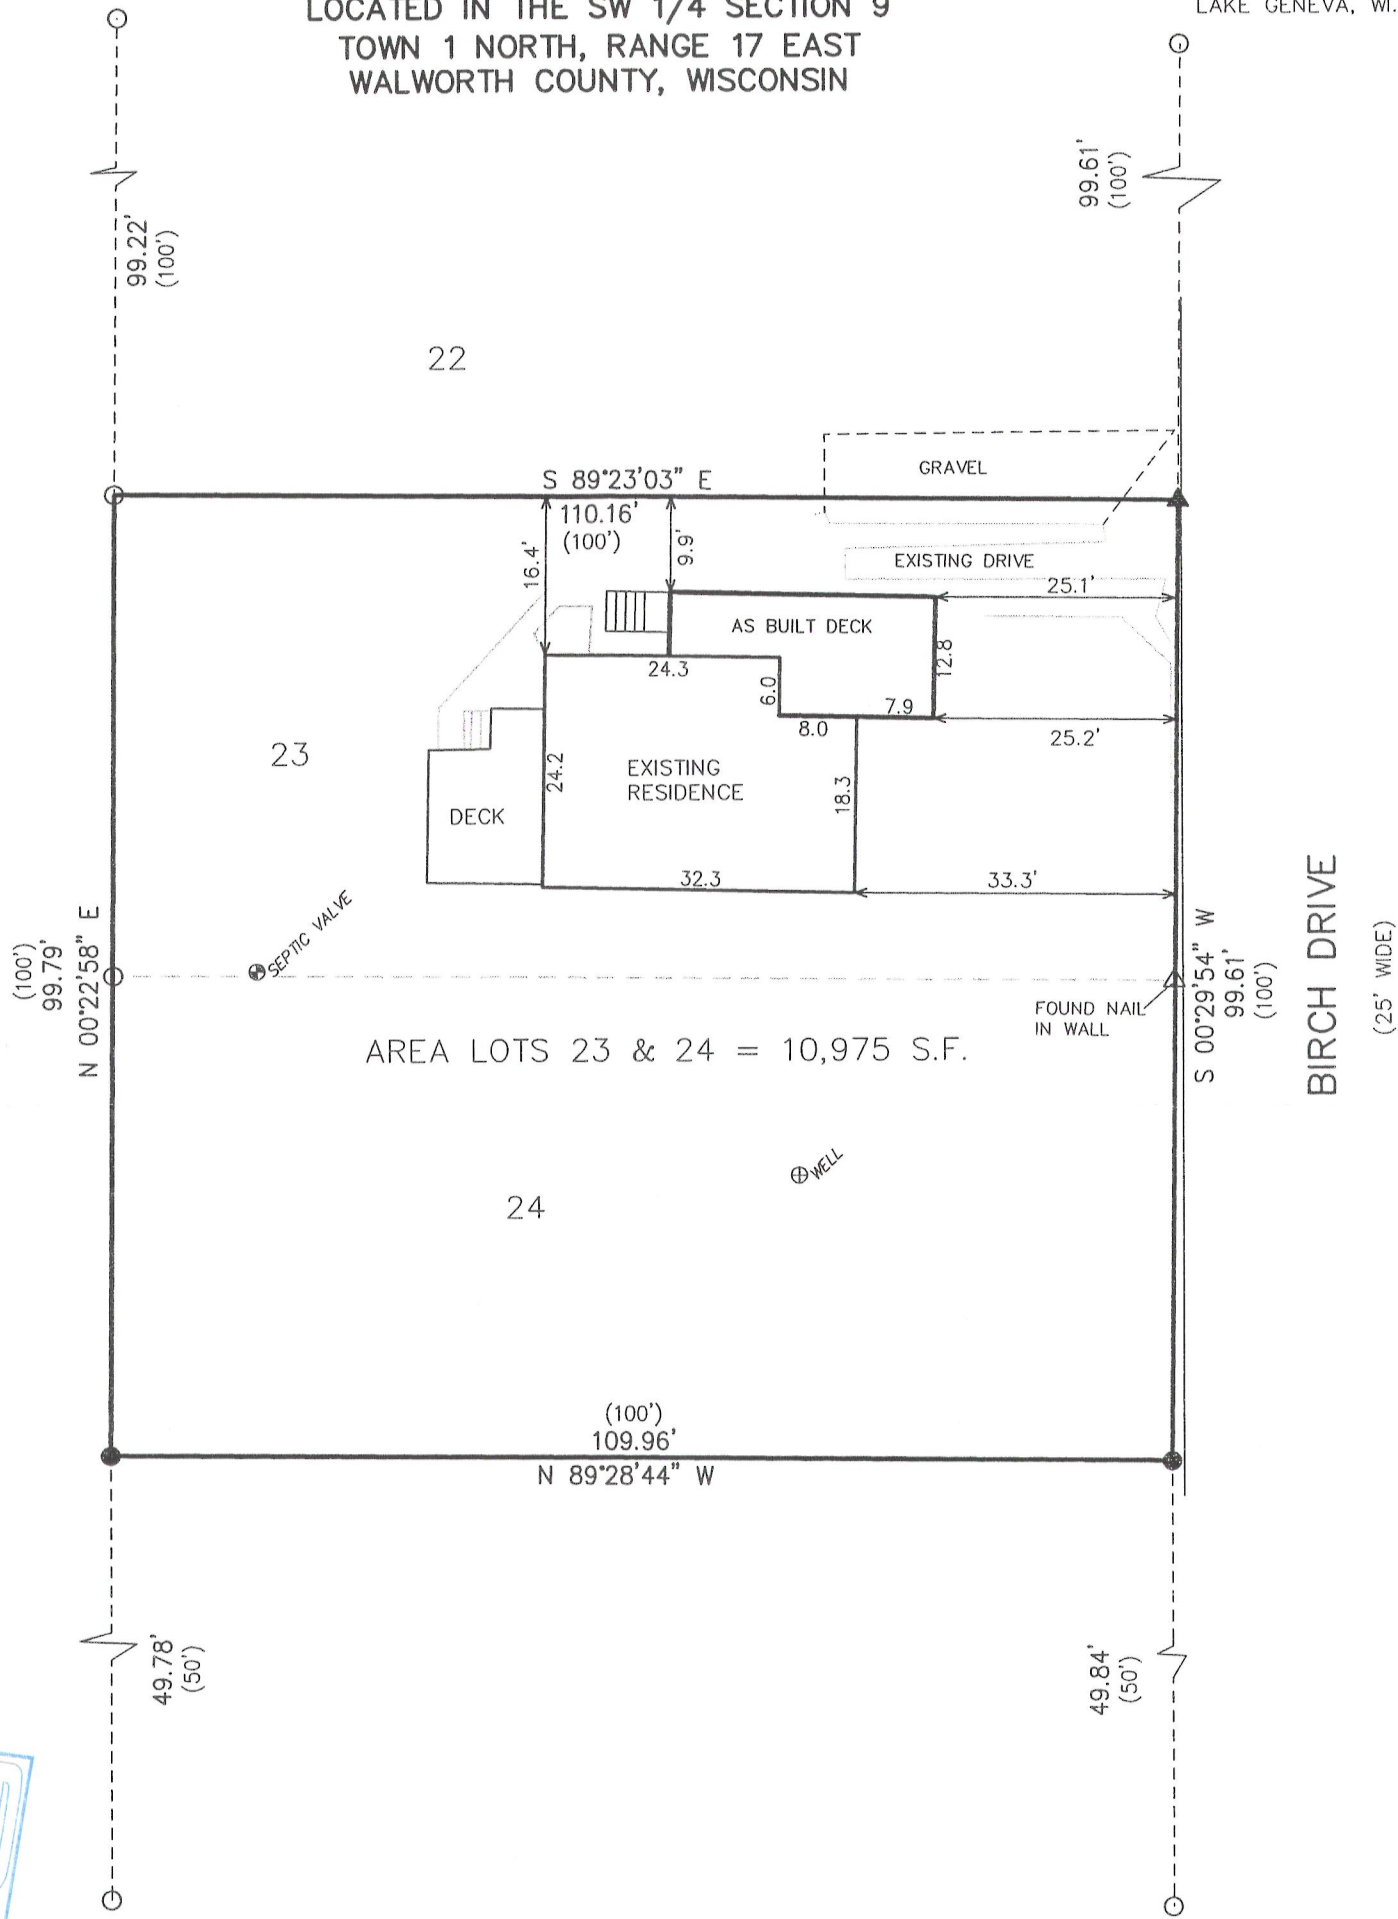 LOCATED IN THE SW 1/4 SECTION 9
TOWN 1 NORTH, RANGE 17 EAST
WALWORTH COUNTY, WISCONSIN
LAKE GENEVA, WI.
99.22'
(100')
99.61'
(100')
22
GRAVEL
S 89°23'03" E
110.16'
(100')
16.4'
9.9'
EXISTING DRIVE
25.1'
AS BUILT DECK
12.8
24.3
6.0
7.9
8.0
25.2'
23
24.2
EXISTING
RESIDENCE
18.3
DECK
32.3
33.3'
SEPTIC VALVE
(100')
99.79'
N 00°22'58" E
FOUND NAIL
IN WALL
S 00°29'54" W
99.61'
(100')
BIRCH DRIVE
(25' WIDE)
AREA LOTS 23 & 24 = 10,975 S.F.
WELL
24
(100')
109.96'
N 89°28'44" W
49.78'
(50')
49.84'
(50')